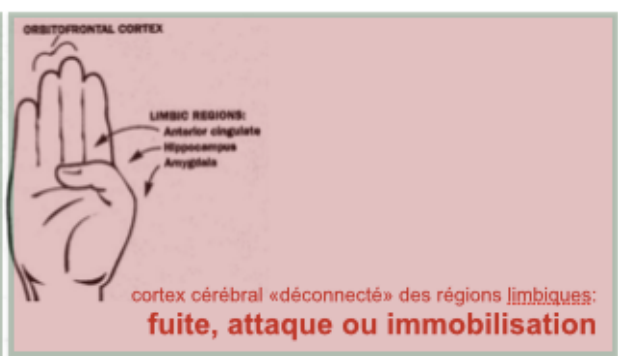 ORBITOFRONTAL CORTEX
LIMBIC REGIONS:
Anterior cingulate
Hippocampus
Amygdala
cortex cérébral «déconnecté» des régions limbiques:
fuite, attaque ou immobilisation